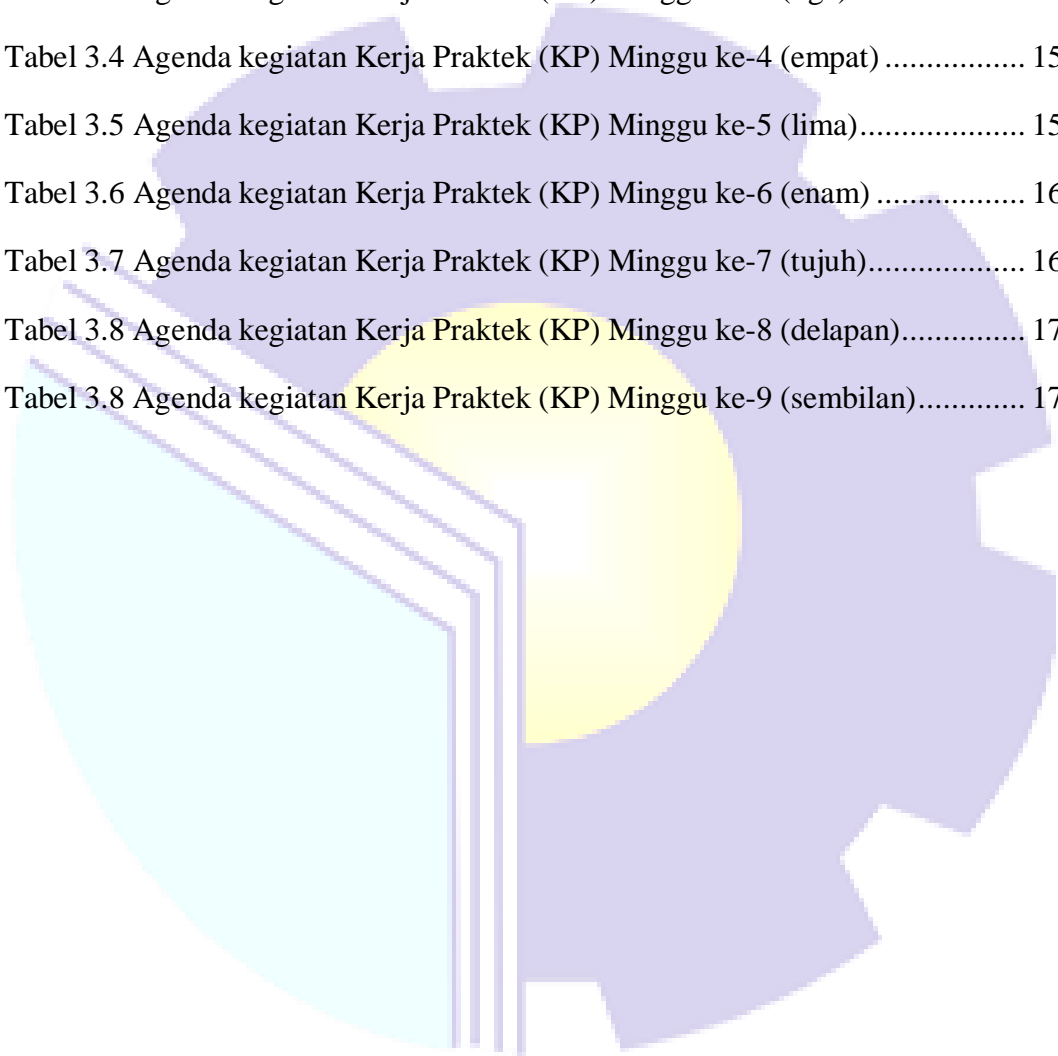 Tabel 3.4 Agenda kegiatan Kerja Praktek (KP) Minggu ke-4 (empat) ................ 15
Tabel 3.5 Agenda kegiatan Kerja Praktek (KP) Minggu ke-5 (lima)................... 15
Tabel 3.6 Agenda kegiatan Kerja Praktek (KP) Minggu ke-6 (enam) ................. 16
Tabel 3.7 Agenda kegiatan Kerja Praktek (KP) Minggu ke-7 (tujuh).................. 16
Tabel 3.8 Agenda kegiatan Kerja Praktek (KP) Minggu ke-8 (delapan).............. 17
Tabel 3.8 Agenda kegiatan Kerja Praktek (KP) Minggu ke-9 (sembilan)............. 17